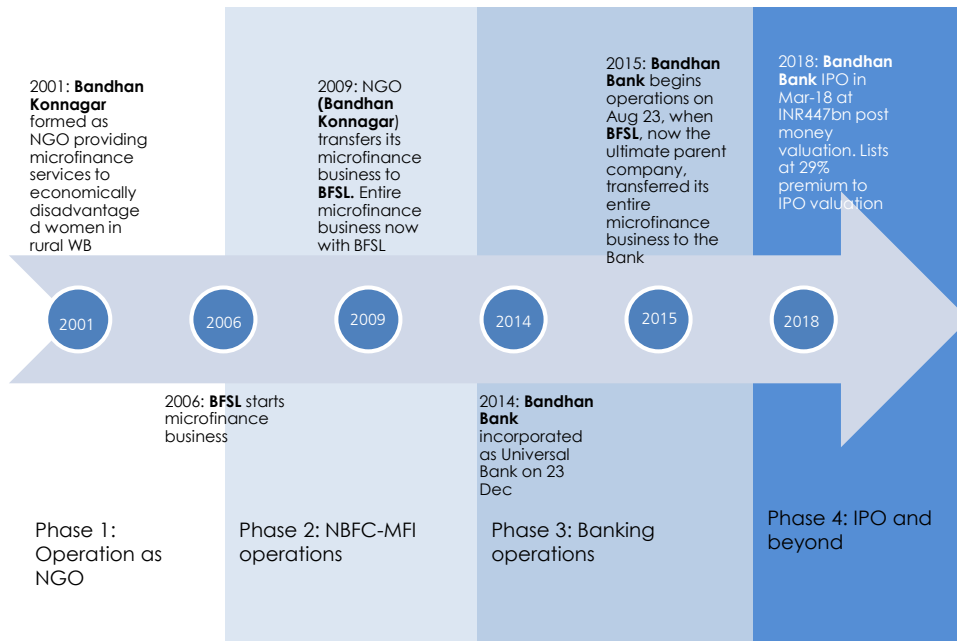 2001: Bandhan
Konnagar
formed as
NGO providing
microfinance
services to
economically
disadvantage
d women in
rural WB
2009: NGO
(Bandhan
Konnagar)
transfers its
microfinance
business to
BFSL. Entire
microfinance
business now
with BFSL
2015: Bandhan
Bank begins
operations on
Aug 23, when
BFSL, now the
ultimate parent
company,
transferred its
entire
microfinance
business to the
Bank
2018: Bandhan
Bank IPO in
Mar-18 at
INR447bn post
money
valuation. Lists
at 29%
premium to
IPO valuation
2001
2006
2009
2014
2015
2018
2006: BFSL starts
microfinance
business
2014: Bandhan
Bank
incorporated
as Universal
Bank on 23
Dec
Phase 1:
Operation as
NGO
Phase 2: NBFC-MFI
operations
Phase 3: Banking
operations
Phase 4: IPO and
beyond